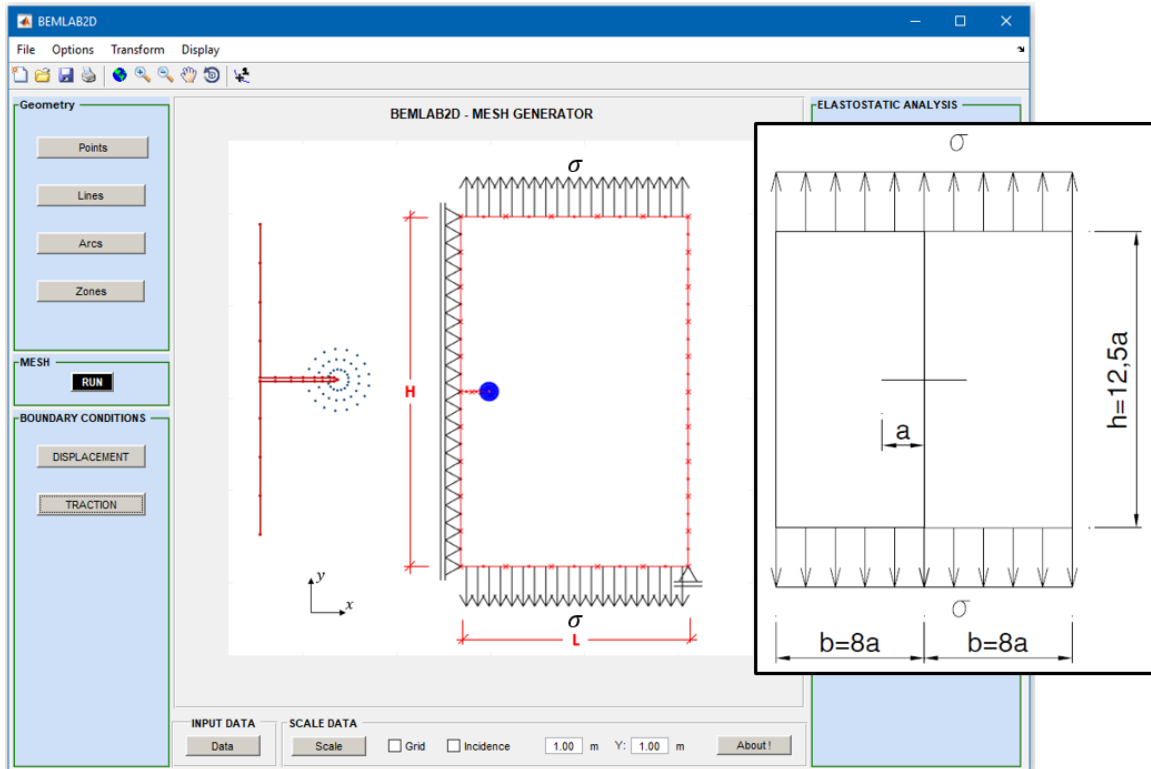 BEMLAB2D
File Options Transform Display
Geometry
Points
Lines
Arcs
Zones
MESH
RUN
BOUNDARY CONDITIONS
DISPLACEMENT
TRACTION
BEMLAB2D - MESH GENERATOR
σ
H
y
x
σ
L
ELASTOSTATIC ANALYSIS
σ
a
h=12,5a
σ
b=8a b=8a
INPUT DATA
Data
SCALE DATA
Scale Grid Incidence 1.00 m Y: 1.00 m About !